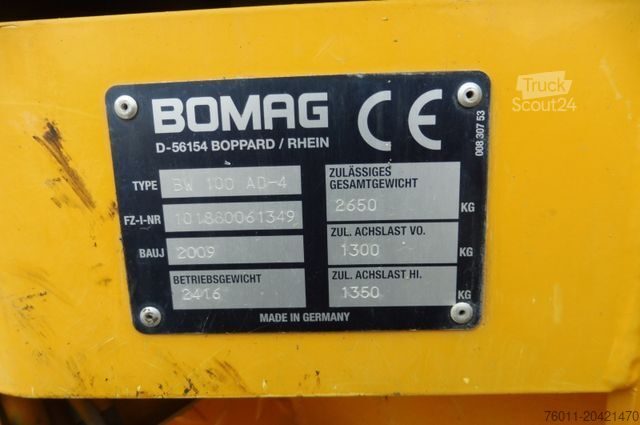 BOMAG
CE
D-56154 BOPPARD / RHEIN
008 307 53
TYPE BW 100 AD-4
FZ-I-NR 101880061349
BAUJ 2009
BETRIEBSGEWICHT
2416
ZULÄSSIGES
GESAMTGEWICHT
2650 KG
ZUL. ACHSLAST VO.
1300 KG
ZUL. ACHSLAST HI.
1350 KG
MADE IN GERMANY
Truck
Scout24
76011-20421470